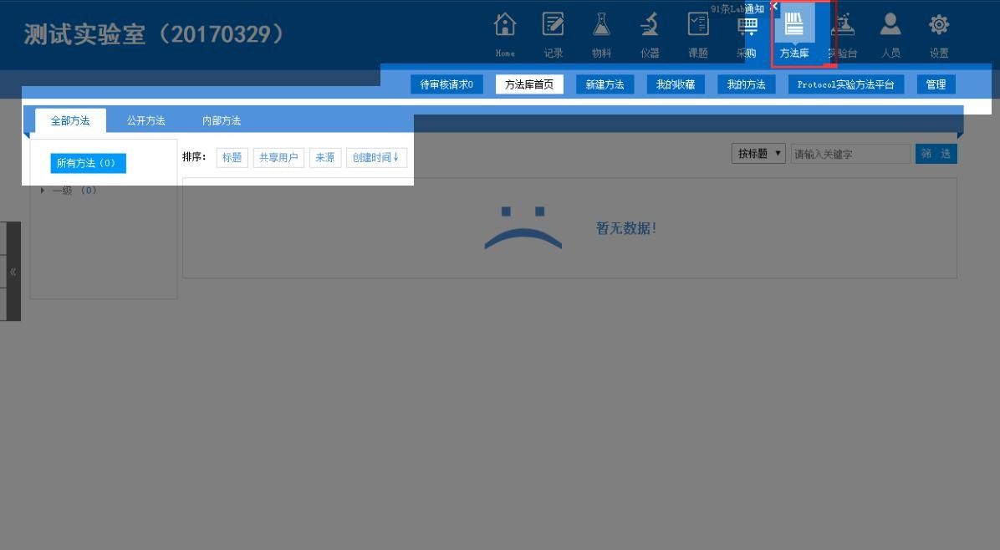 测试实验室（20170329）
91条Lab通知 ×
Home 记录 物料 仪器 课题 采购 方法库 实验台 人员 设置
待审核请求0 方法库首页 新建方法 我的收藏 我的方法 Protocol实验方法平台 管理
全部方法 公开方法 内部方法
所有方法（0） 排序： 标题 共享用户 来源 创建时间↓ 按标题 ▼ 请输入关键字 筛 选
一级 （0）
暂无数据!
«